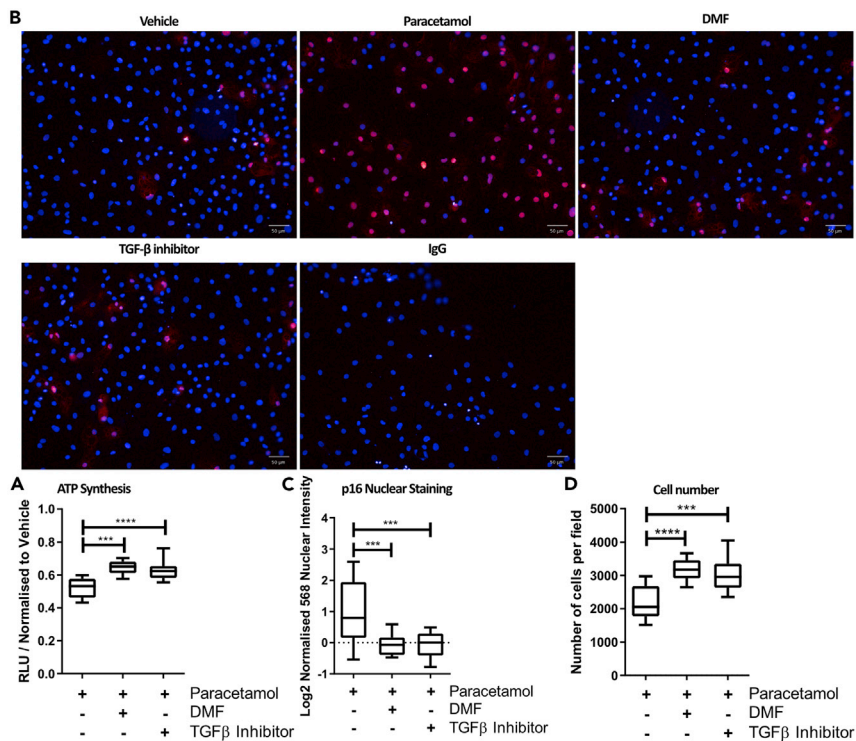 B
Vehicle
Paracetamol
DMF
50 µm
50 µm
50 µm
TGF-β inhibitor
IgG
50 µm
50 µm
A
ATP Synthesis
RLU / Normalised to Vehicle
1.0
0.8
0.6
0.4
0.2
0.0
****
***
+ + + Paracetamol
- + - DMF
- - + TGFβ Inhibitor
C
p16 Nuclear Staining
Log2 Normalised 568 Nuclear Intensity
4
3
2
1
0
-1
***
***
+ + + Paracetamol
- + - DMF
- - + TGFβ Inhibitor
D
Cell number
Number of cells per field
5000
4000
3000
2000
1000
0
***
****
+ + + Paracetamol
- + - DMF
- - + TGFβ Inhibitor